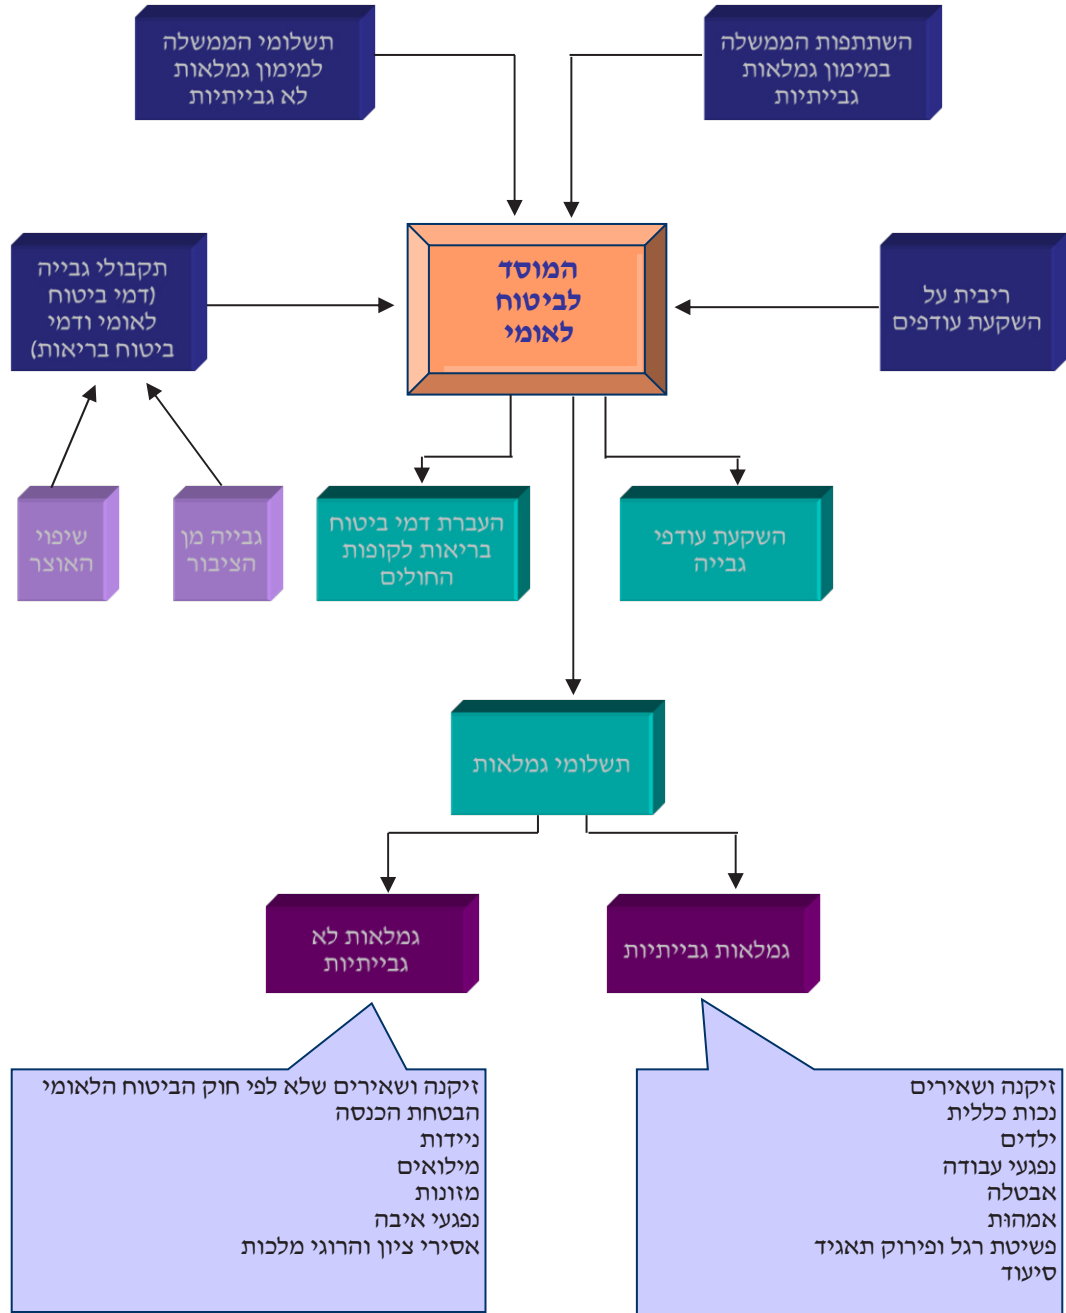 השתתפות הממשלה
במימון גמלאות
גבייתיות
תשלומי הממשלה
למימון גמלאות
לא גבייתיות
ריבית על
השקעת עודפים
המוסד
לביטוח
לאומי
תקבולי גבייה
(דמי ביטוח
לאומי ודמי
ביטוח בריאות)
השקעת עודפי
גבייה
העברת דמי ביטוח
בריאות לקופות
החולים
גבייה מן
הציבור
שיפוי
האוצר
תשלומי גמלאות
גמלאות גבייתיות
גמלאות לא
גבייתיות
זיקנה ושאירים
נכות כללית
ילדים
נפגעי עבודה
אבטלה
אמהות
פשיטת רגל ופירוק תאגיד
סיעוד
זיקנה ושאירים שלא לפי חוק הביטוח הלאומי
הבטחת הכנסה
ניידות
מילואים
מזונות
נפגעי איבה
אסירי ציון והרוגי מלכות